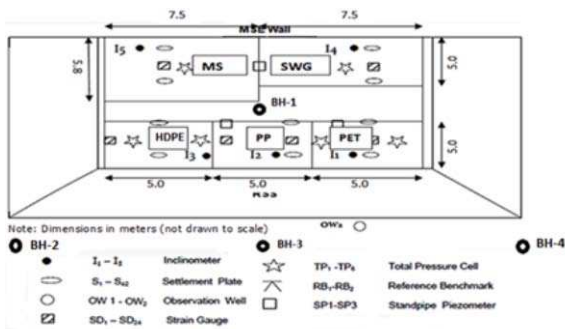 7.5 7.5
MSE Wall
I5 I4
5.8 MS SWG 5.0
BH-1
HDPE PP PET 5.0
I3 I2 I1
5.0 5.0 5.0
Note: Dimensions in meters (not drawn to scale) OW₂
BH-2 BH-3 BH-4
I₁ – I₅ Inclinometer TP₁ -TP₆ Total Pressure Cell
Settlement Plate RB₁-RB₂ Reference Benchmark
OW 1 - OW₂ Observation Well SP1-SP3 Standpipe Piezometer
SD₁ – SD₂₄ Strain Gauge